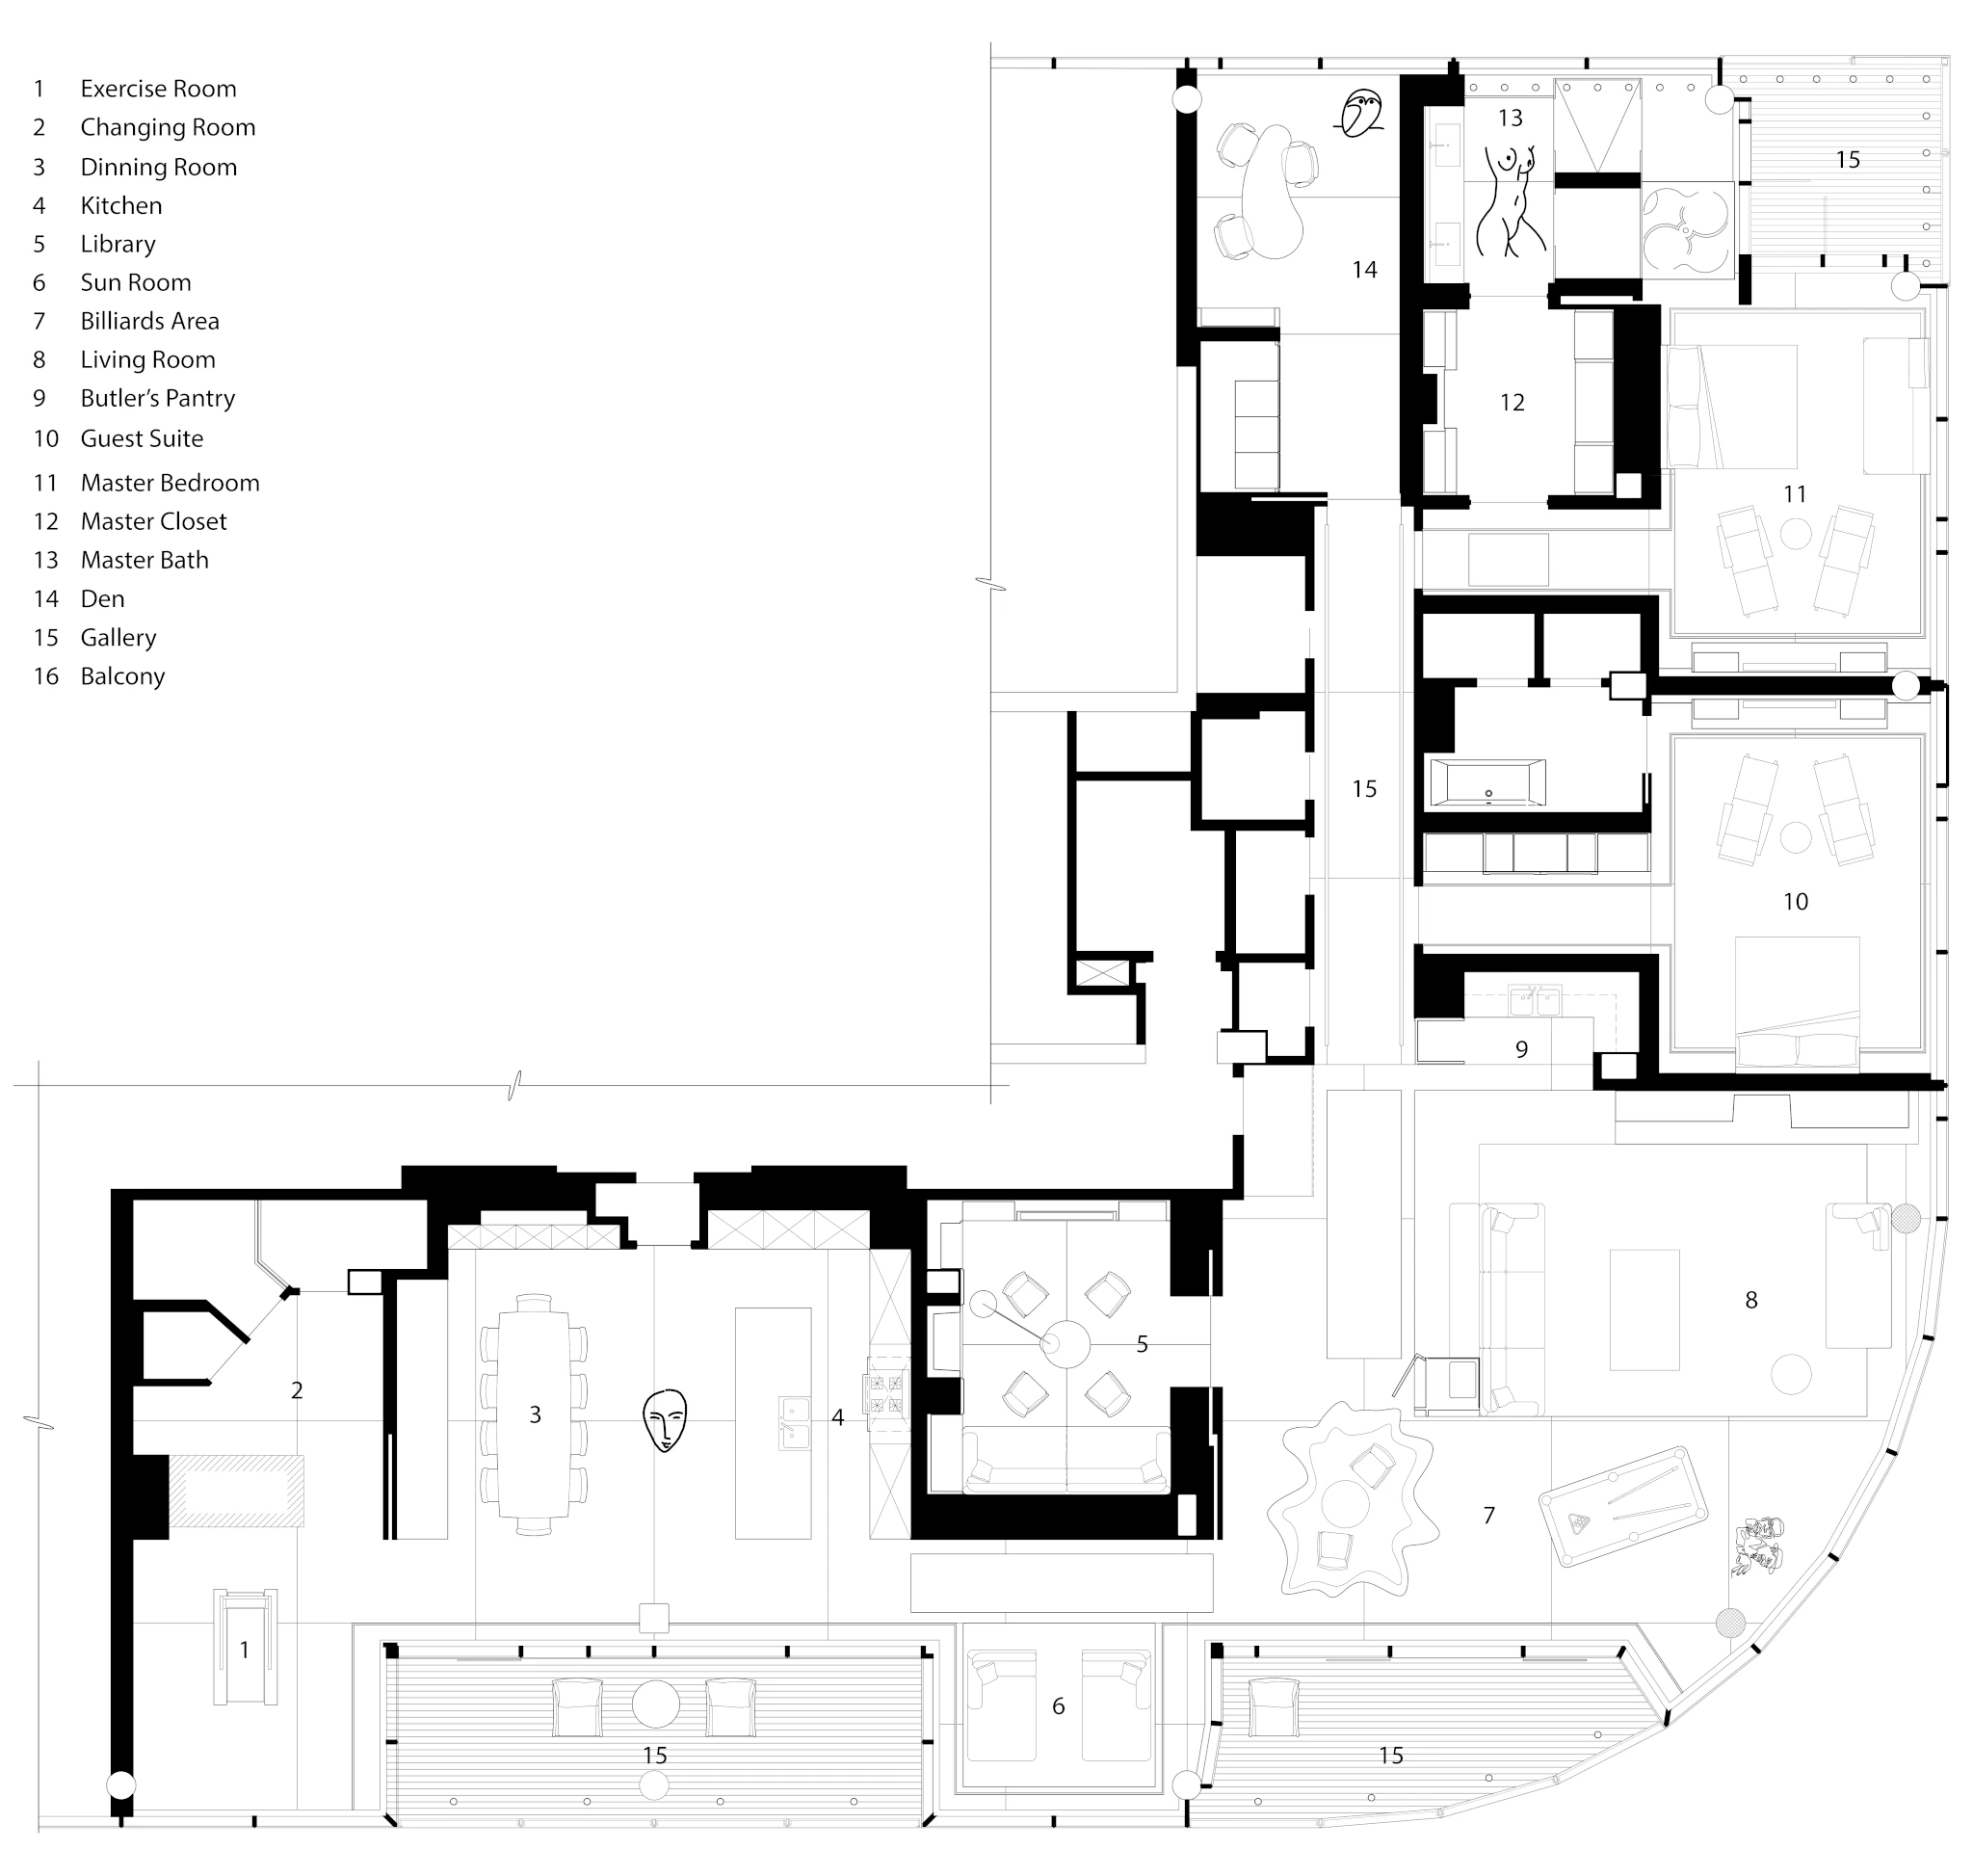 1 Exercise Room
2 Changing Room
3 Dinning Room
4 Kitchen
5 Library
6 Sun Room
7 Billiards Area
8 Living Room
9 Butler’s Pantry
10 Guest Suite
11 Master Bedroom
12 Master Closet
13 Master Bath
14 Den
15 Gallery
16 Balcony
13
15
14
12
11
15
10
9
8
5
2
3
4
7
1
6
15
15